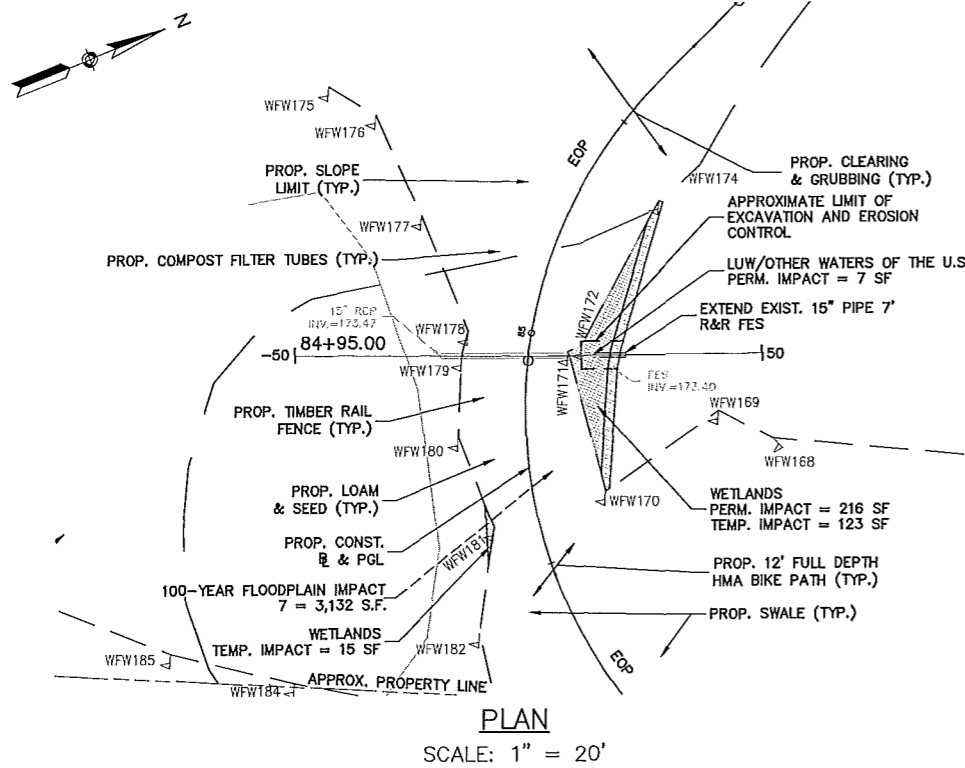 N
WFW175
WFW176
EOP
PROP. SLOPE
LIMIT (TYP.)
WFW174
PROP. CLEARING
& GRUBBING (TYP.)
APPROXIMATE LIMIT OF
EXCAVATION AND EROSION
CONTROL
WFW177
PROP. COMPOST FILTER TUBES (TYP.)
LUW/OTHER WATERS OF THE U.S
PERM. IMPACT = 7 SF
WFW172
15" RCP
INV.=173.47
WFW178
85
EXTEND EXIST. 15" PIPE 7'
R&R FES
84+95.00
-50
50
WFW179
WFW171
FES
INV.=173.40
PROP. TIMBER RAIL
FENCE (TYP.)
WFW169
WFW180
WFW168
PROP. LOAM
& SEED (TYP.)
WFW170
WETLANDS
PERM. IMPACT = 216 SF
TEMP. IMPACT = 123 SF
PROP. CONST.
BL & PGL
WFW181
100-YEAR FLOODPLAIN IMPACT
7 = 3,132 S.F.
PROP. 12' FULL DEPTH
HMA BIKE PATH (TYP.)
WETLANDS
TEMP. IMPACT = 15 SF
PROP. SWALE (TYP.)
WFW182
WFW185
EOP
WFW184
APPROX. PROPERTY LINE
PLAN
SCALE: 1" = 20'